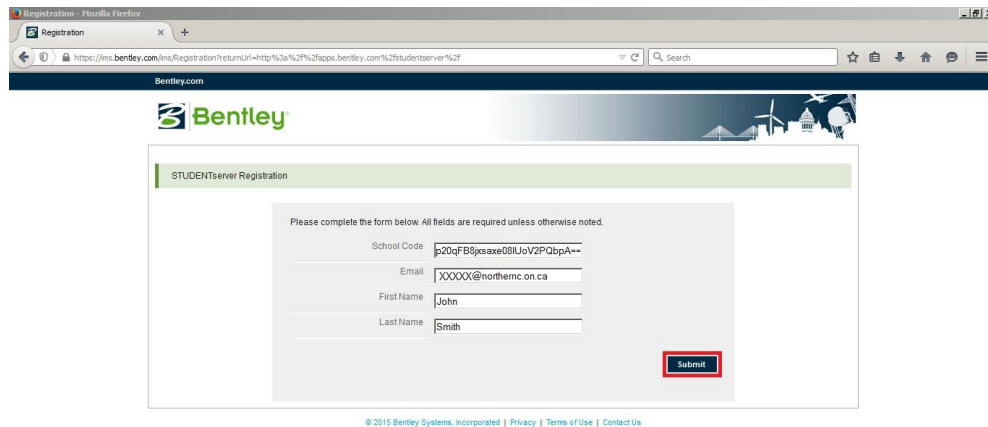 Registration - Mozilla Firefox
Registration × +
https://ims.bentley.com/ims/Registration?returnUrl=http%3a%2f%2fapps.bentley.com%2fstudentserver%2f Search
Bentley.com
Bentley
STUDENTserver Registration
Please complete the form below. All fields are required unless otherwise noted.
School Code p20qFB8jxsaxe08lUoV2PQbpA==
Email XXXXX@northernc.on.ca
First Name John
Last Name Smith
Submit
© 2015 Bentley Systems, Incorporated | Privacy | Terms of Use | Contact Us